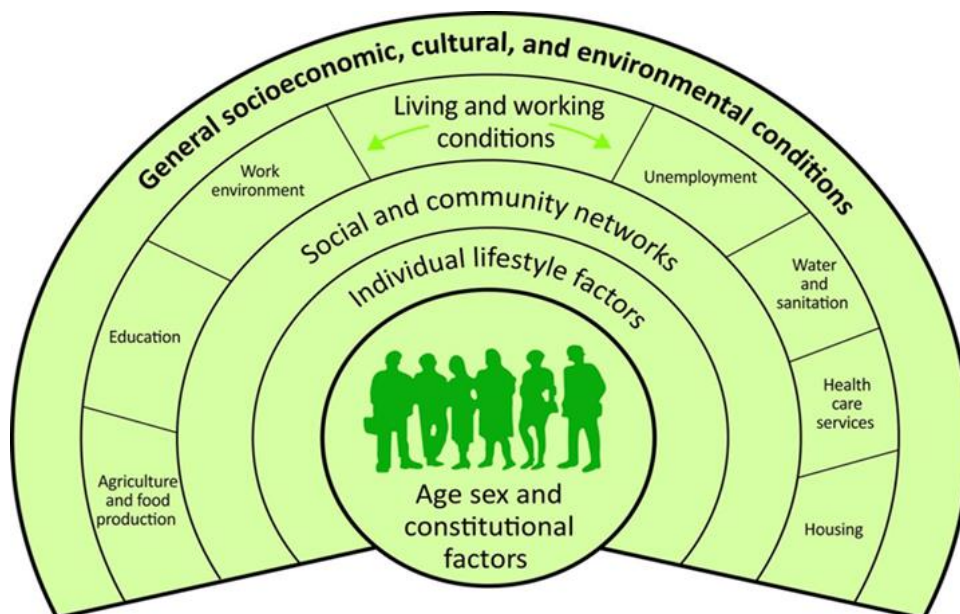 General socioeconomic, cultural, and environmental conditions
Living and working
conditions
Work
environment
Unemployment
Social and community networks
Individual lifestyle factors
Water
and
sanitation
Education
Health
care
services
Agriculture
and food
production
Housing
Age sex and
constitutional
factors